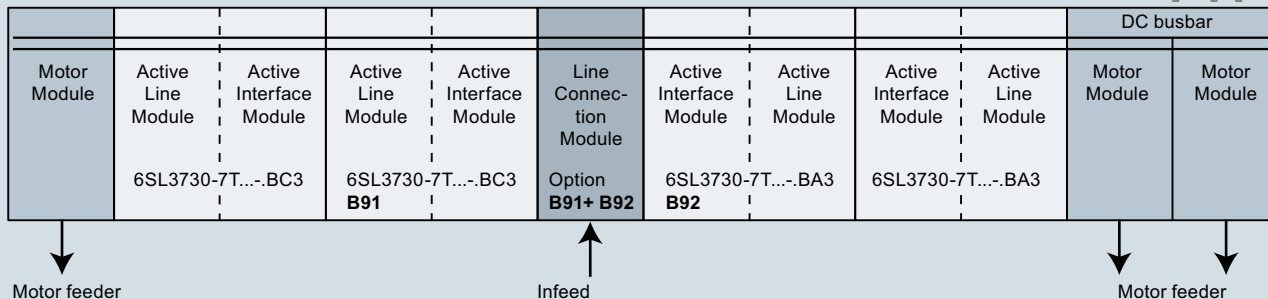 DC busbar
Motor
Module
Active
Line
Module
Active
Interface
Module
Active
Line
Module
Active
Interface
Module
Line
Connec-
tion
Module
Active
Interface
Module
Active
Line
Module
Active
Interface
Module
Active
Line
Module
Motor
Module
Motor
Module
6SL3730-7T...-.BC3
6SL3730-7T...-.BC3
B91
Option
B91+ B92
6SL3730-7T...-.BA3
B92
6SL3730-7T...-.BA3
Motor feeder
Infeed
Motor feeder